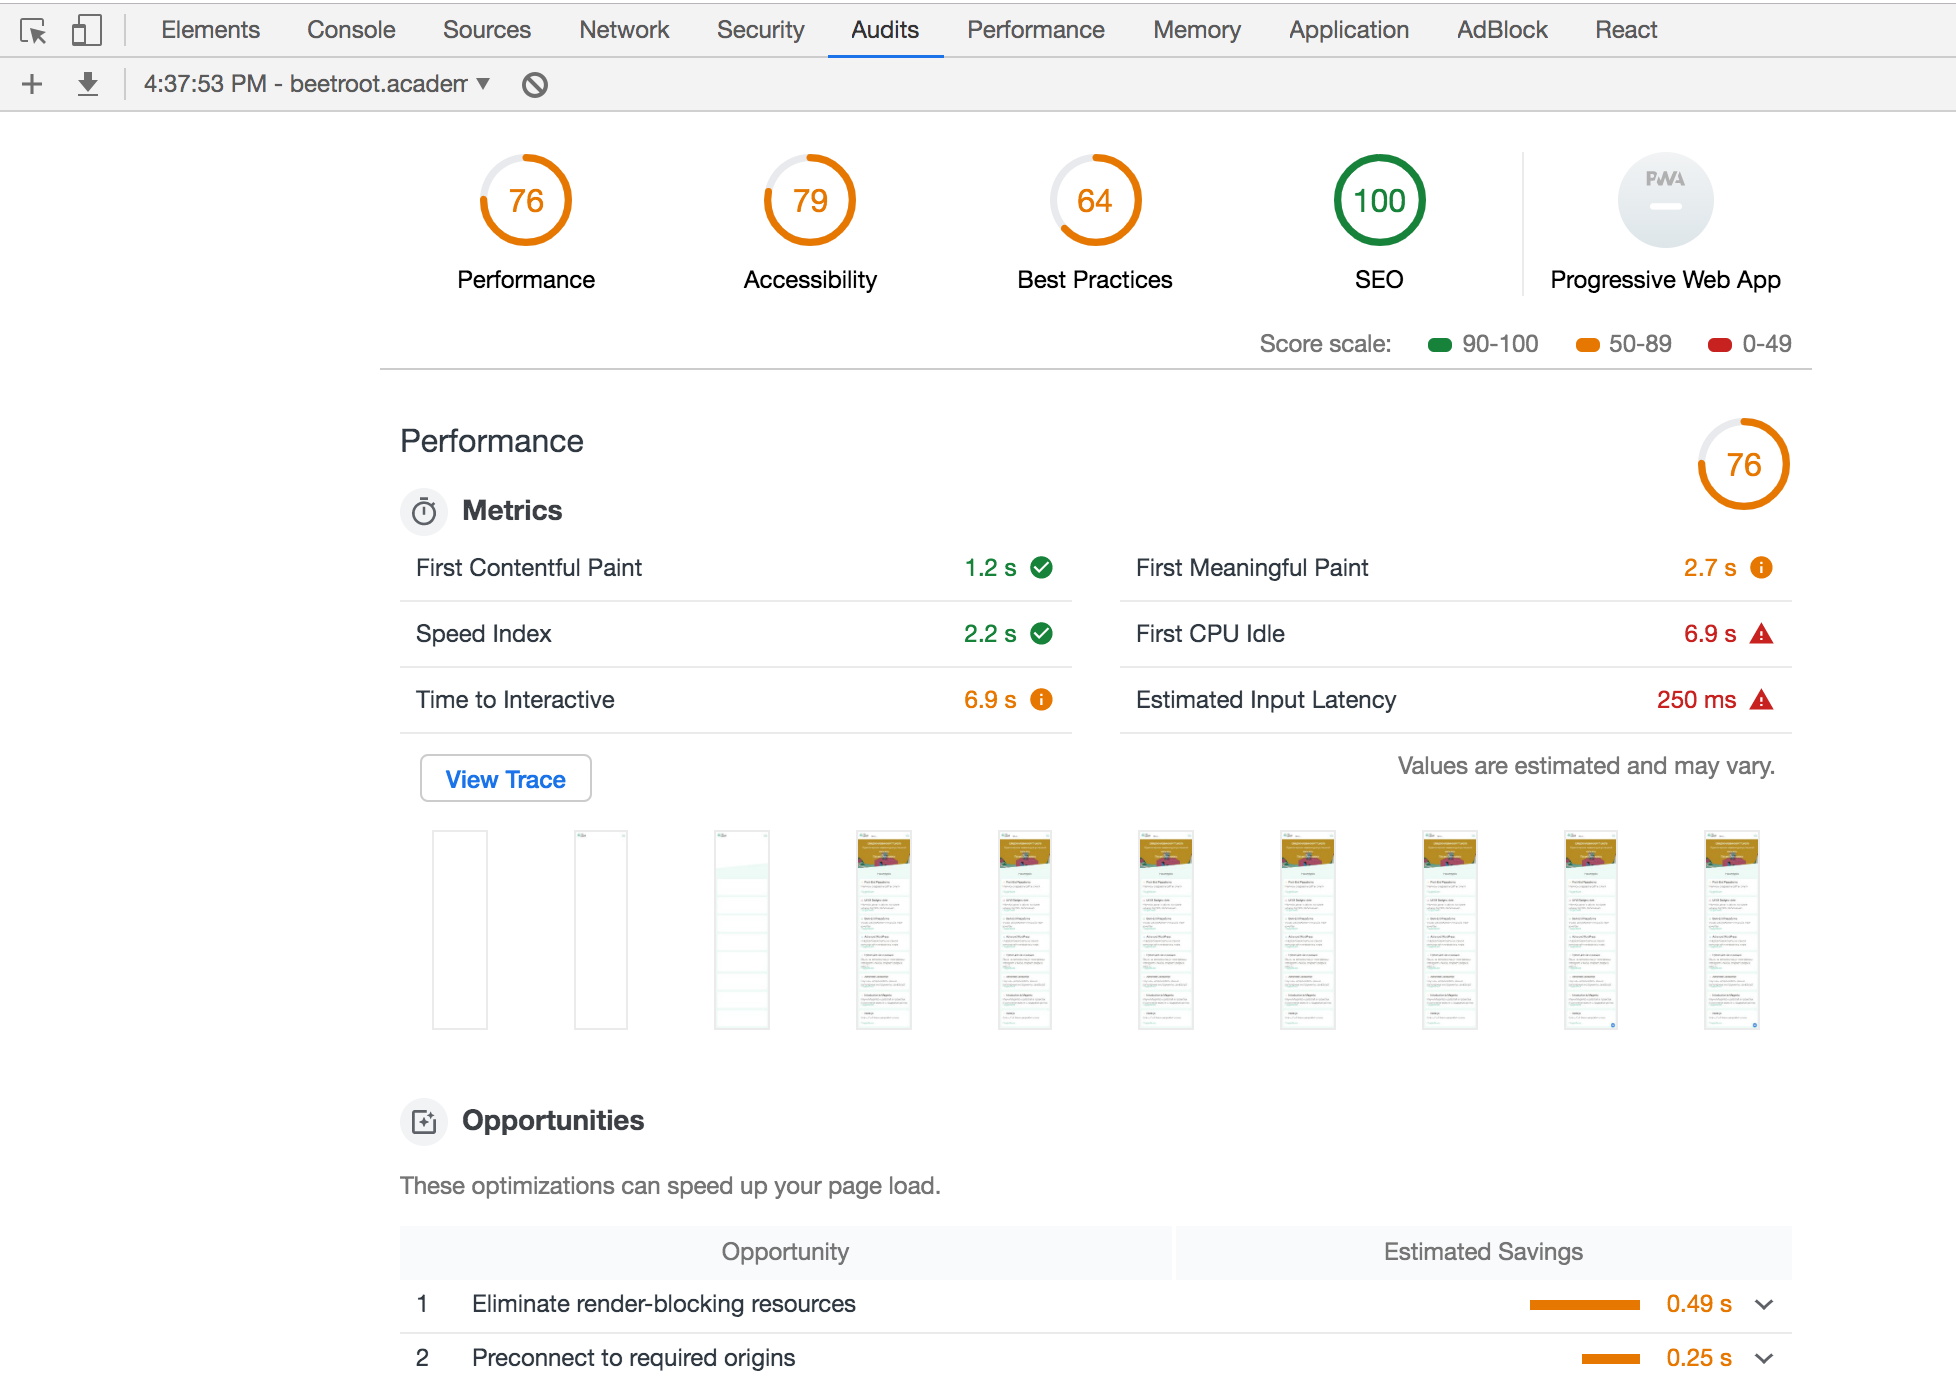 Elements Console Sources Network Security Audits Performance Memory Application AdBlock React
4:37:53 PM - beetroot.academ
76 79 64 100 PWA
Performance Accessibility Best Practices SEO Progressive Web App
Score scale: 90-100 50-89 0-49
Performance
76
Metrics
First Contentful Paint 1.2 s First Meaningful Paint 2.7 s
Speed Index 2.2 s First CPU Idle 6.9 s
Time to Interactive 6.9 s Estimated Input Latency 250 ms
View Trace Values are estimated and may vary.
Opportunities
These optimizations can speed up your page load.
Opportunity Estimated Savings
1 Eliminate render-blocking resources 0.49 s
2 Preconnect to required origins 0.25 s